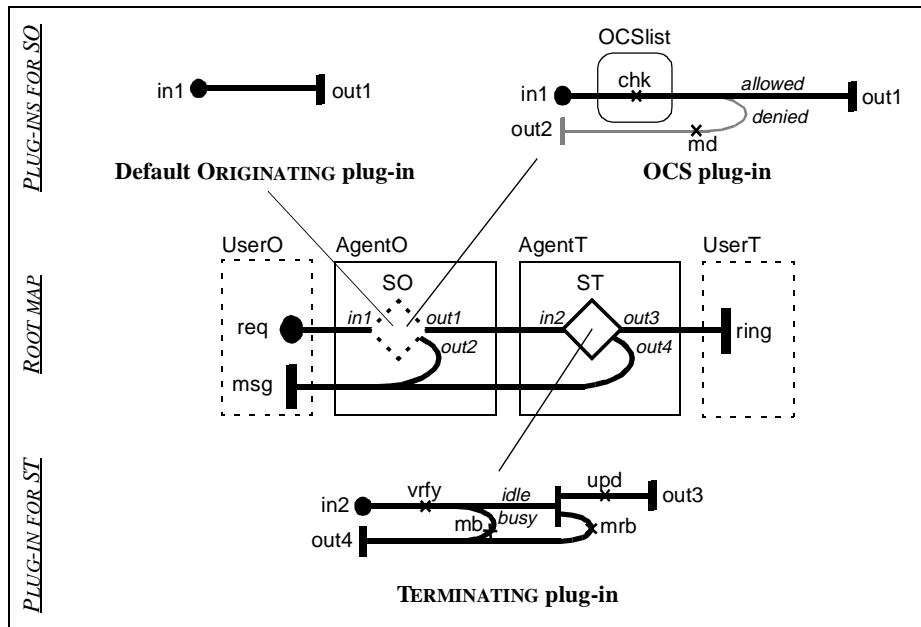 PLUG-INS FOR SO
OCSlist
in1
out1
in1
chk
allowed
out1
denied
out2
md
Default ORIGINATING plug-in
OCS plug-in
ROOT MAP
UserO
AgentO
AgentT
UserT
SO
ST
req
in1
out1
in2
out3
ring
out2
out4
msg
PLUG-IN FOR ST
vrfy
idle
upd
in2
out3
mb
busy
mrb
out4
TERMINATING plug-in